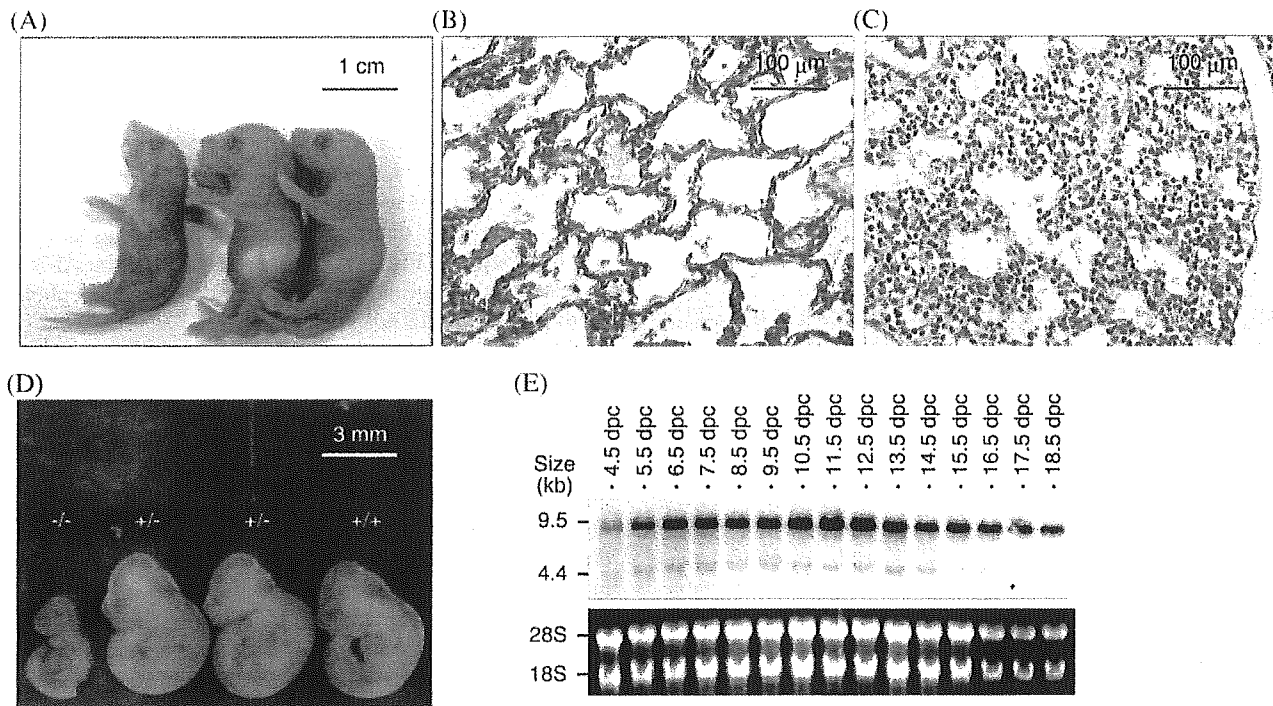 (A)
1 cm
(B)
100 μm
(C)
100 μm
(D)
3 mm
-/-
+/-
+/-
+/+
(E)
Size
(kb)
4.5 dpc
5.5 dpc
6.5 dpc
7.5 dpc
8.5 dpc
9.5 dpc
10.5 dpc
11.5 dpc
12.5 dpc
13.5 dpc
14.5 dpc
15.5 dpc
16.5 dpc
17.5 dpc
18.5 dpc
9.5
4.4
28S
18S